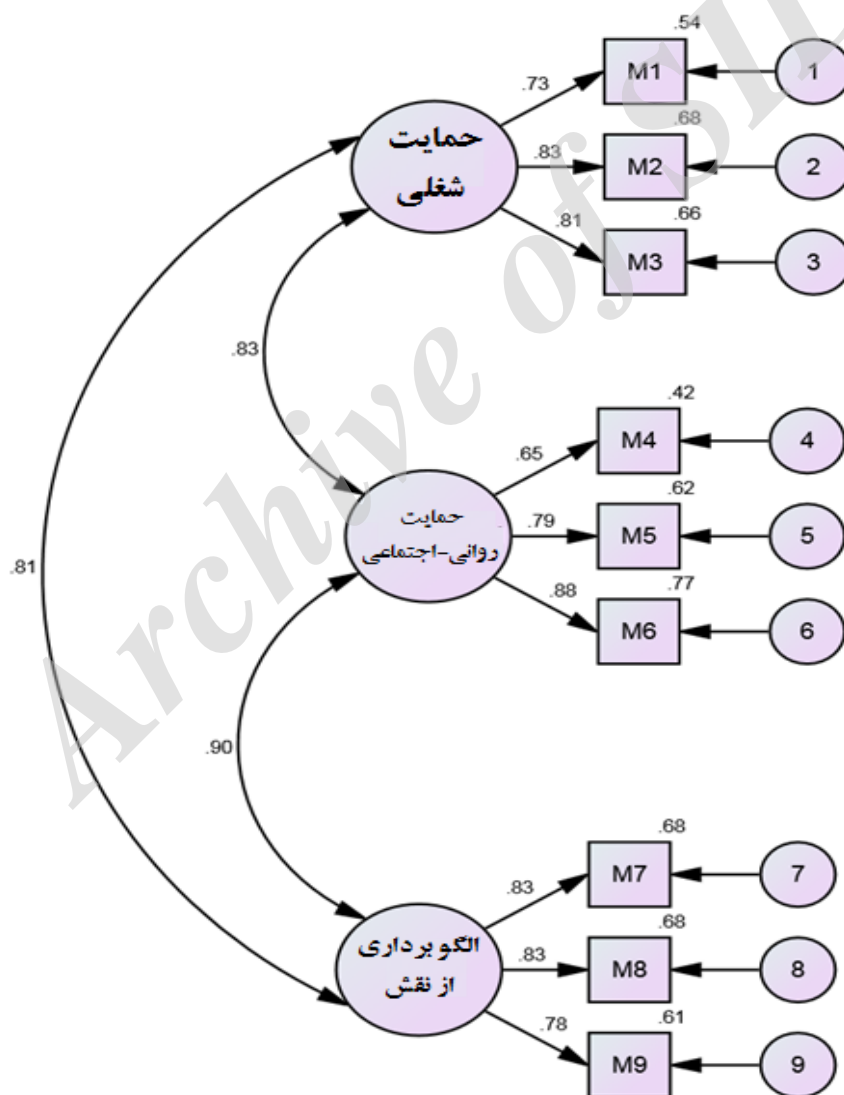 .54
.73
M1
1
حمایت
شغلی
.68
.83
M2
2
.66
.81
M3
3
.83
.42
.65
M4
4
حمایت
روانی-اجتماعی
.62
.79
M5
5
.77
.88
M6
6
.81
.90
.68
.83
M7
7
الگو برداری
از نقش
.68
.83
M8
8
.61
.78
M9
9
Archive of SID